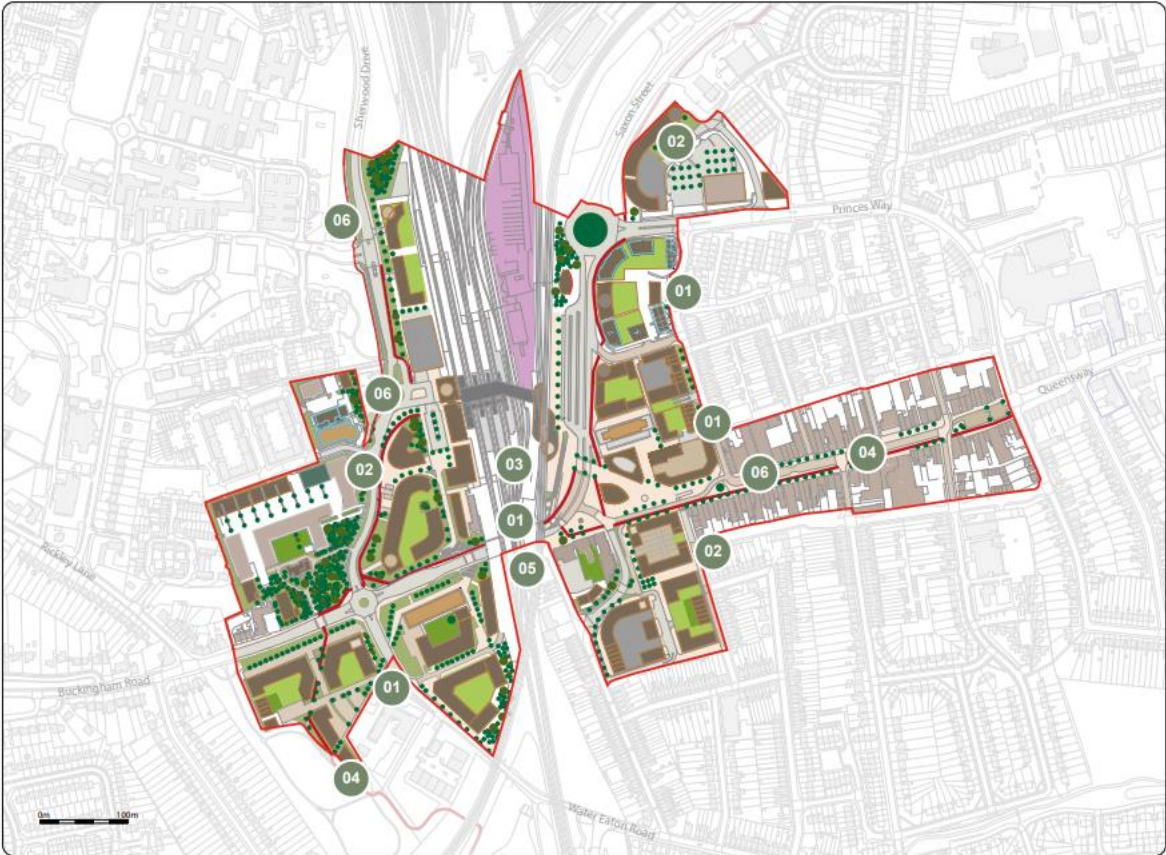 Sherwood Drive
Saxon Street
02
06
Princes Way
01
Queensway
06
01
04
02
03
06
01
02
05
Rickley Lane
Buckingham Road
01
04
Water Eaton Road
0m 100m